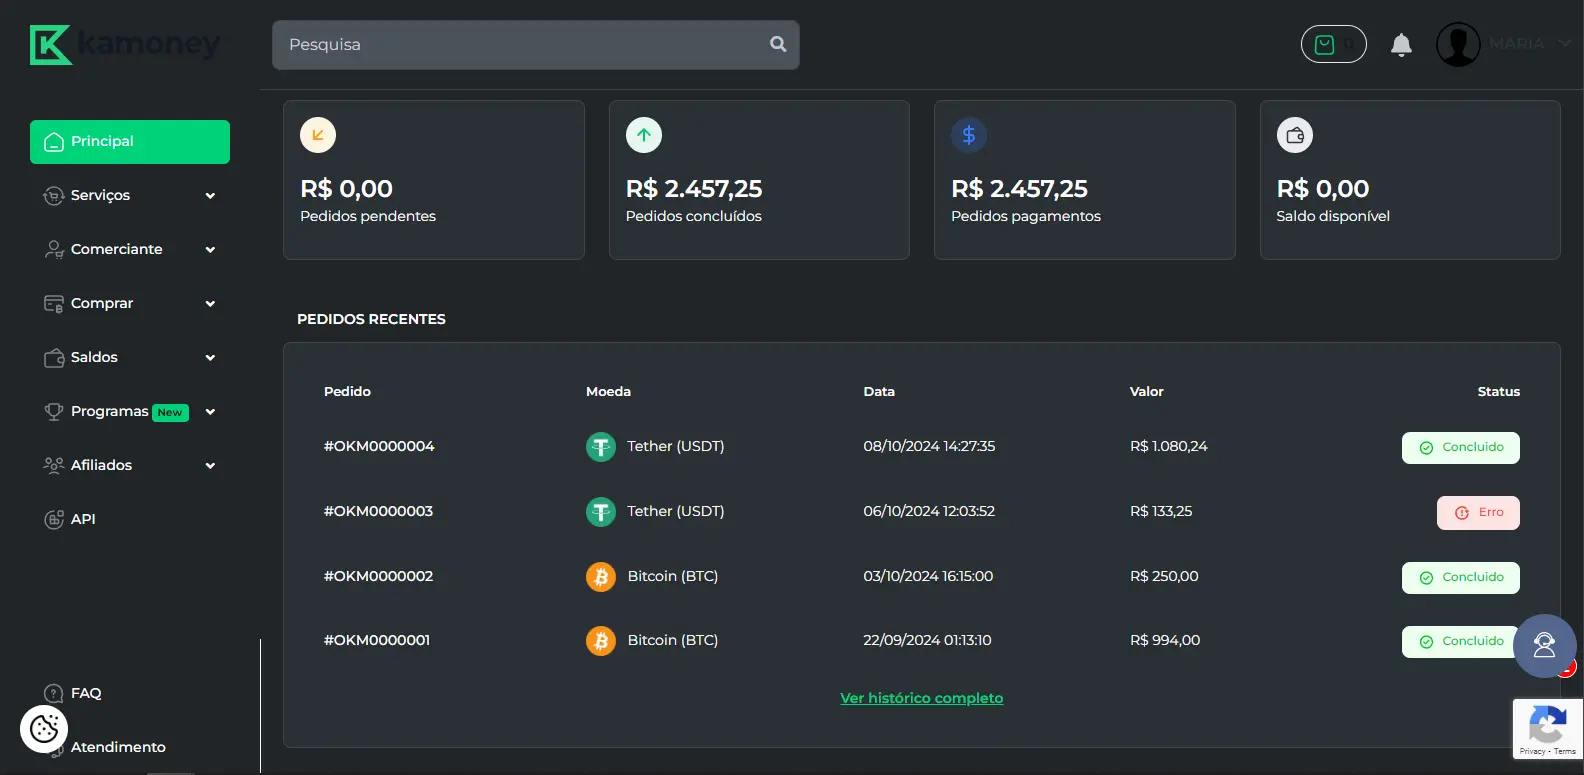 kamoney
Pesquisa
0
MARIA
Principal
Serviços
Comerciante
Comprar
Saldos
Programas New
Afiliados
API
FAQ
Atendimento
R$ 0,00
Pedidos pendentes
R$ 2.457,25
Pedidos concluídos
R$ 2.457,25
Pedidos pagamentos
R$ 0,00
Saldo disponível
PEDIDOS RECENTES
Pedido Moeda Data Valor Status
#OKM0000004 Tether (USDT) 08/10/2024 14:27:35 R$ 1.080,24 Concluido
#OKM0000003 Tether (USDT) 06/10/2024 12:03:52 R$ 133,25 Erro
#OKM0000002 Bitcoin (BTC) 03/10/2024 16:15:00 R$ 250,00 Concluido
#OKM0000001 Bitcoin (BTC) 22/09/2024 01:13:10 R$ 994,00 Concluido
Ver histórico completo
Privacy - Terms